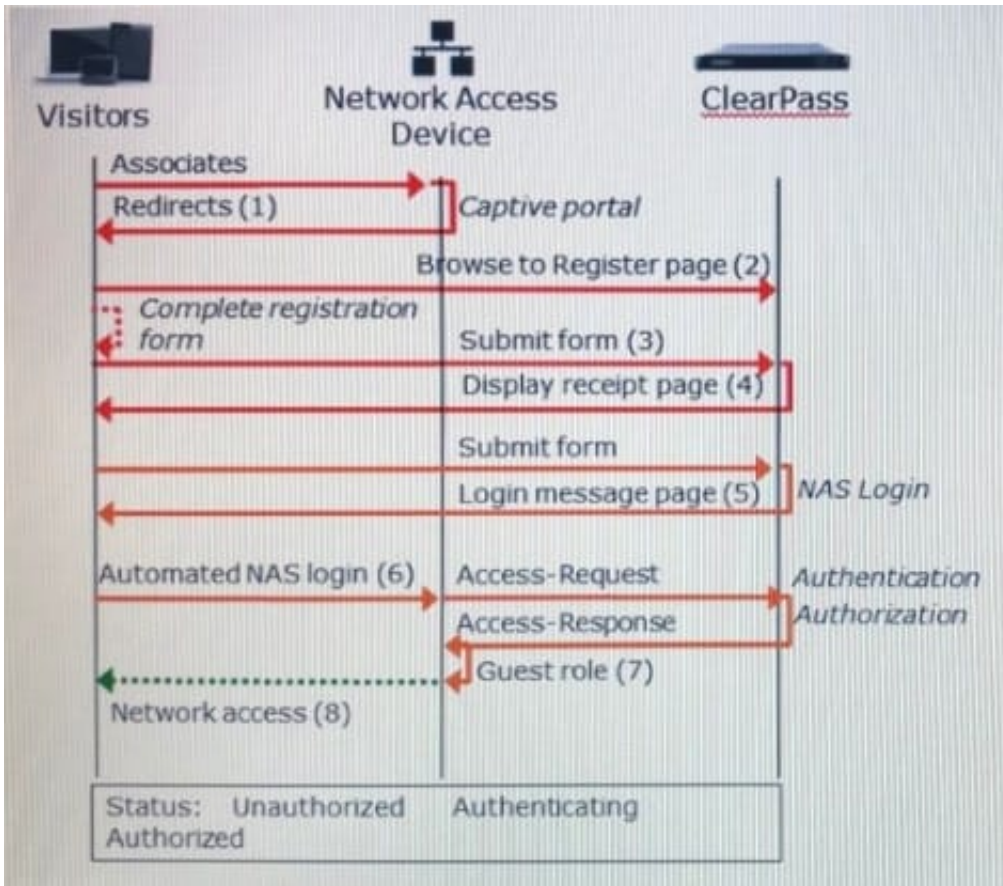 Visitors
Network Access
Device
ClearPass
Associates
Redirects (1)
Captive portal
Browse to Register page (2)
Complete registration
form
Submit form (3)
Display receipt page (4)
Submit form
Login message page (5)
NAS Login
Automated NAS login (6)
Access-Request
Authentication
Access-Response
Authorization
Guest role (7)
Network access (8)
Status: Unauthorized Authenticating
Authorized